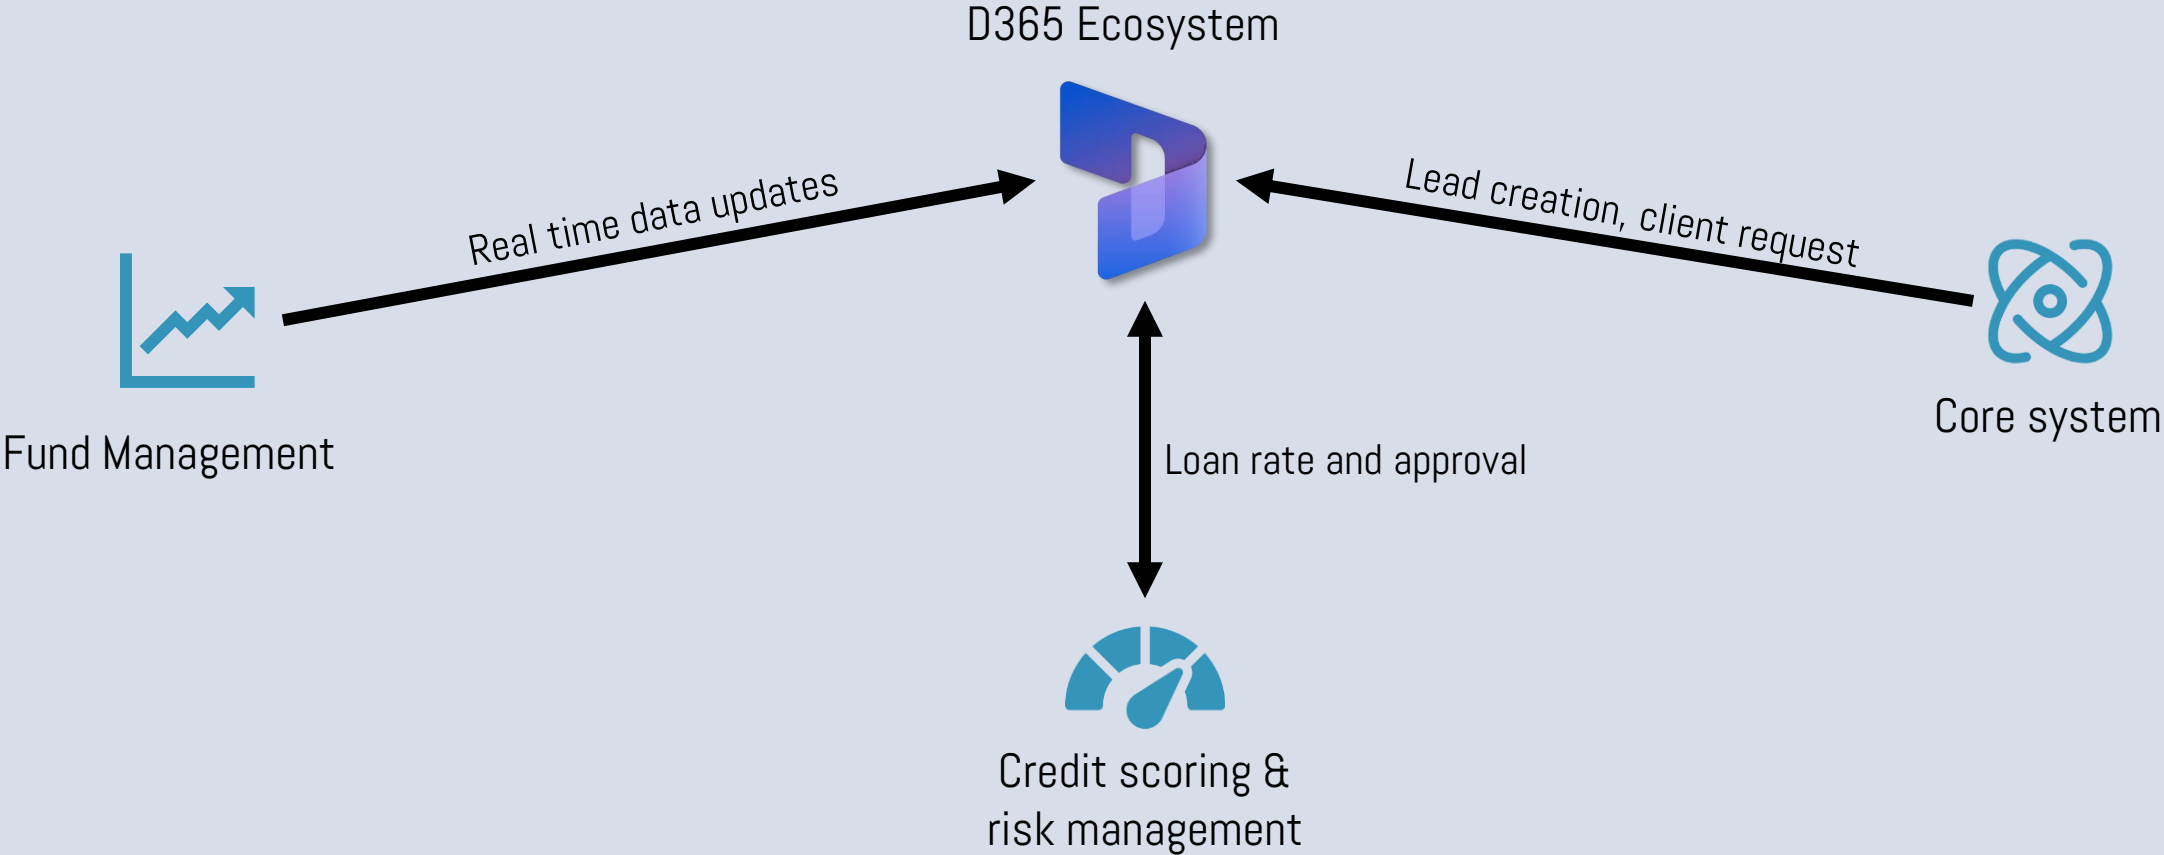 D365 Ecosystem
Real time data updates
Lead creation, client request
Fund Management
Core system
Loan rate and approval
Credit scoring &
risk management